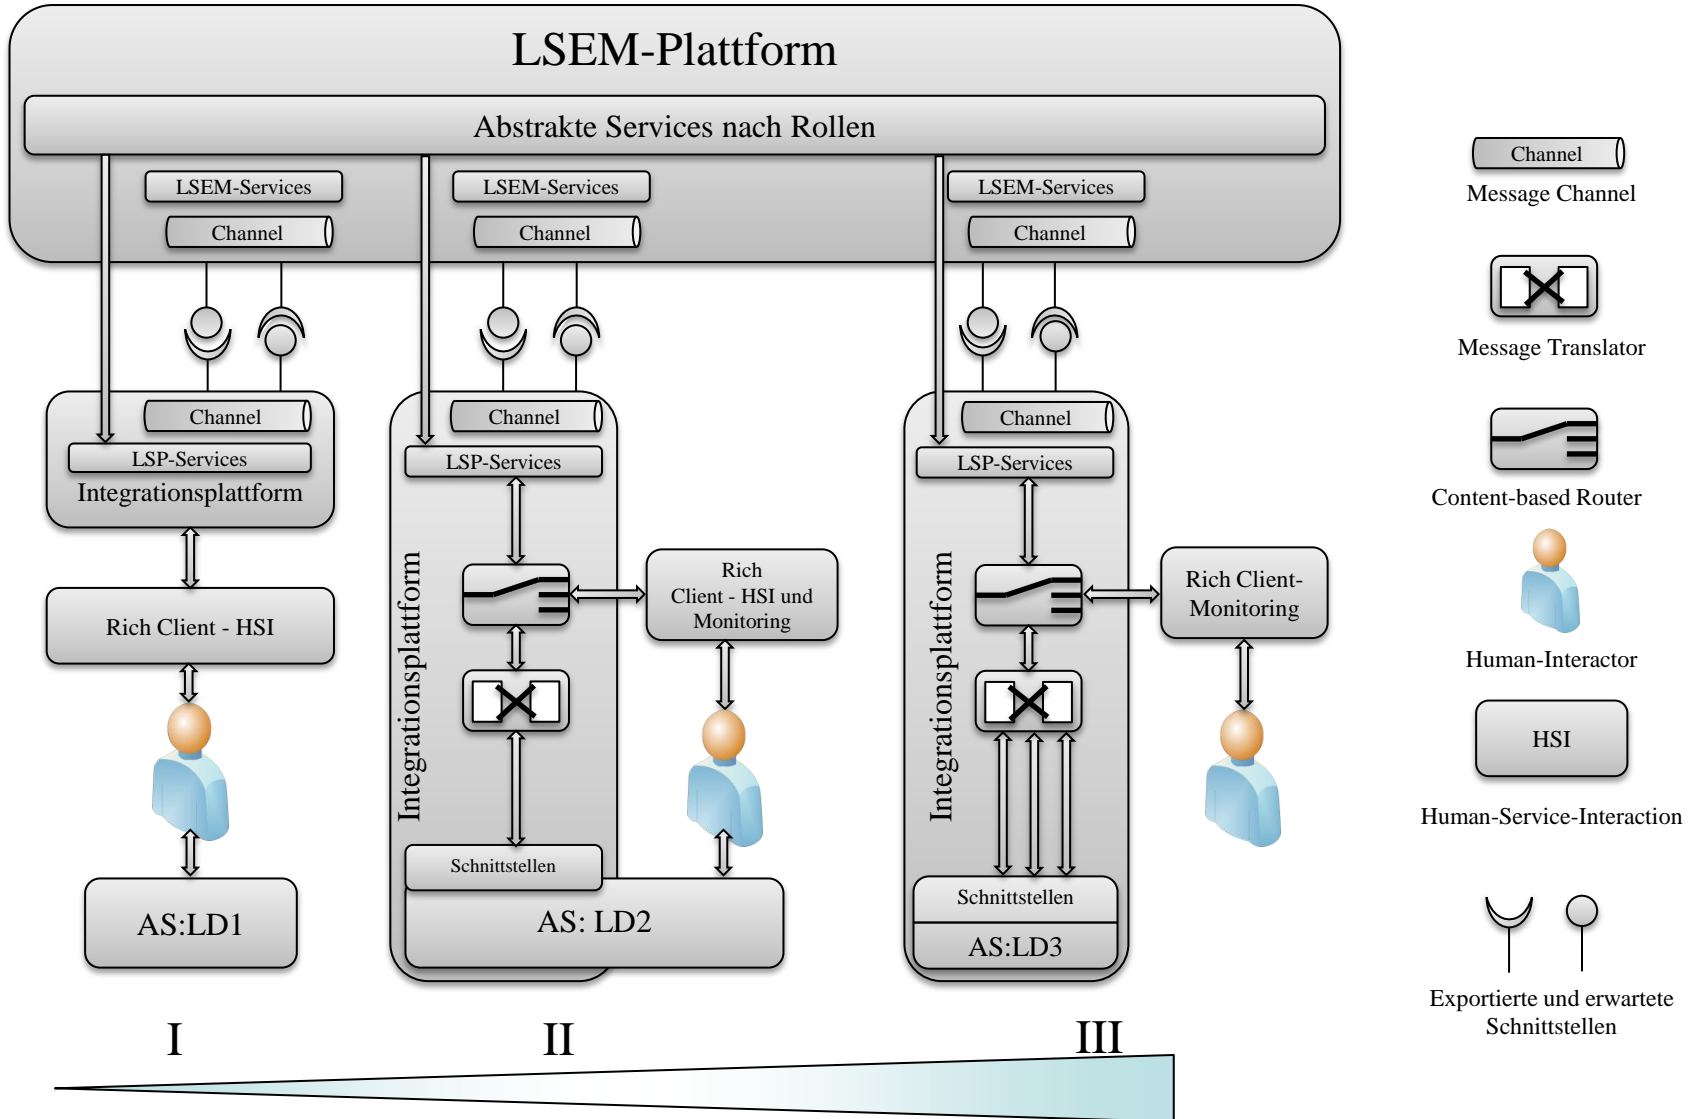 LSEM-Plattform
Abstrakte Services nach Rollen
LSEM-Services
Channel
LSEM-Services
Channel
LSEM-Services
Channel
Channel
LSP-Services
Integrationsplattform
Rich Client - HSI
AS:LD1
Channel
LSP-Services
Integrationsplattform
Rich
Client - HSI und
Monitoring
Schnittstellen
AS: LD2
Channel
LSP-Services
Integrationsplattform
Rich Client-
Monitoring
Schnittstellen
AS:LD3
I
II
III
Channel
Message Channel
Message Translator
Content-based Router
Human-Interactor
HSI
Human-Service-Interaction
Exportierte und erwartete
Schnittstellen